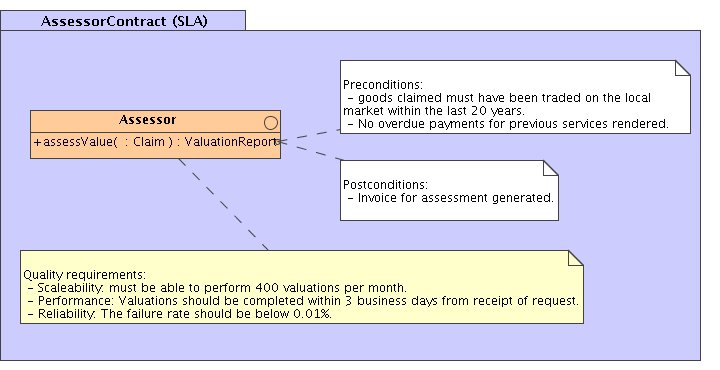 AssessorContract (SLA)
Preconditions:
- goods claimed must have been traded on the local
market within the last 20 years.
- No overdue payments for previous services rendered.
Assessor
+assessValue( : Claim ) : ValuationReport
Postconditions:
- Invoice for assessment generated.
Quality requirements:
- Scaleability: must be able to perform 400 valuations per month.
- Performance: Valuations should be completed within 3 business days from receipt of request.
- Reliability: The failure rate should be below 0.01%.